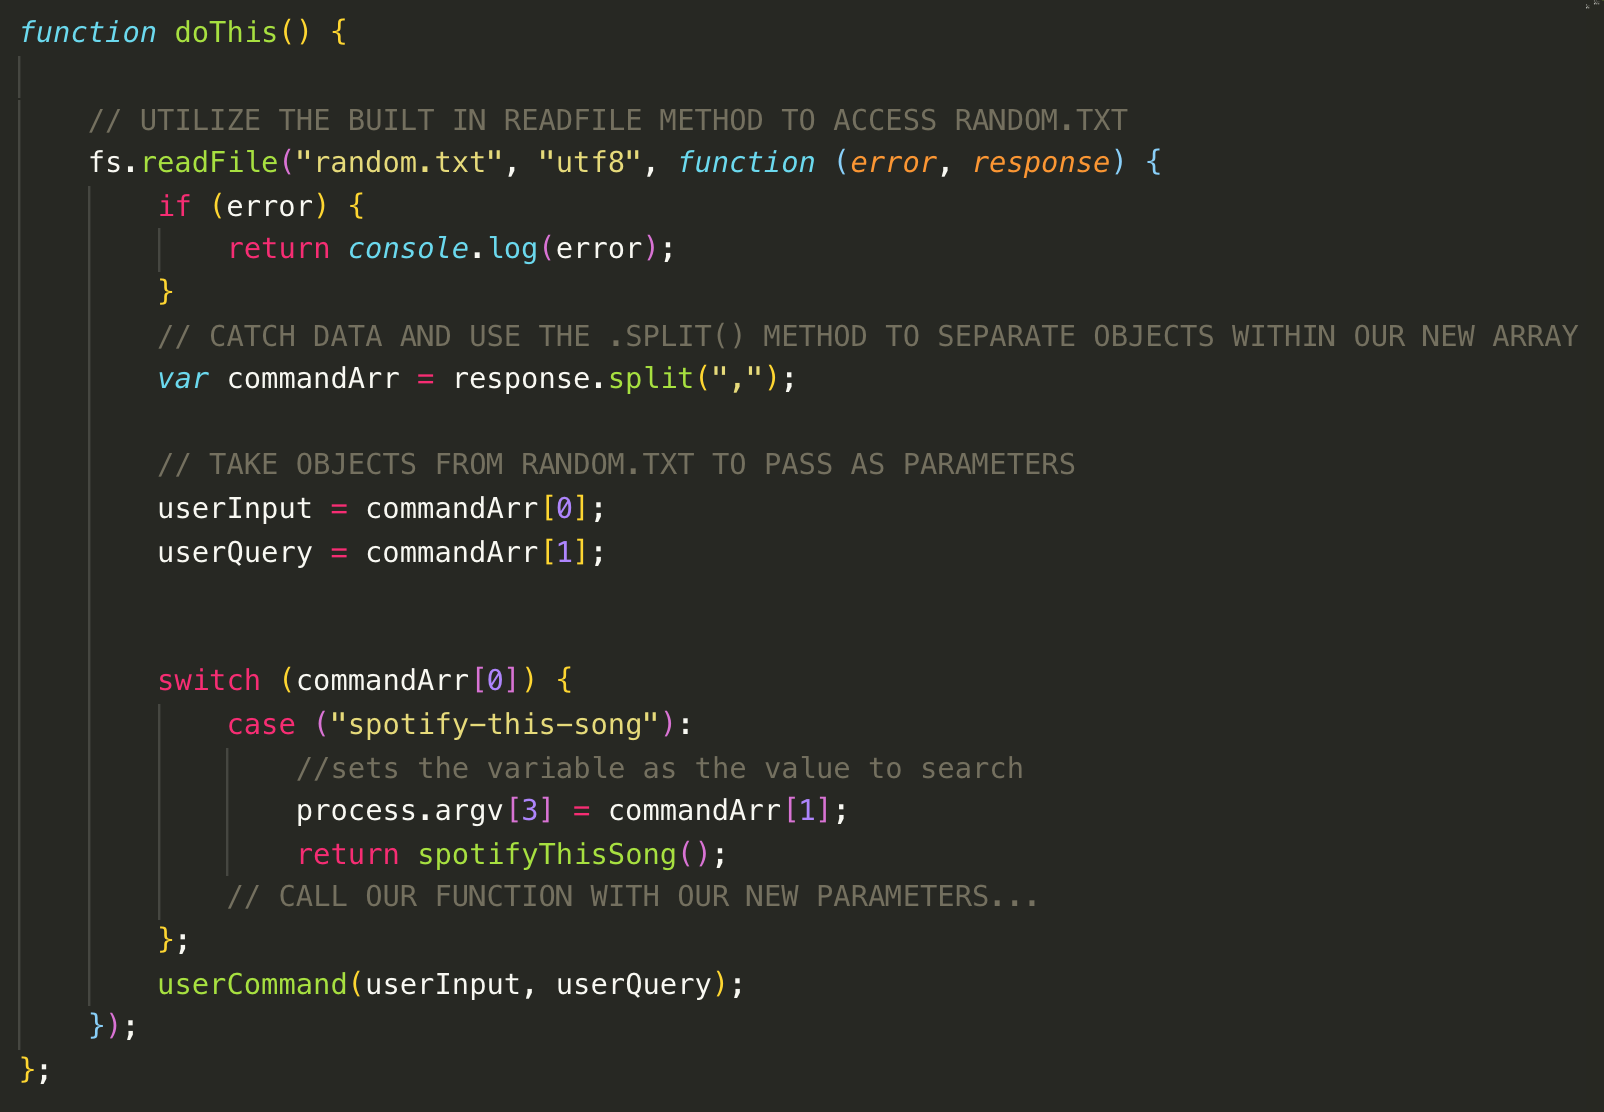 function doThis() {
// UTILIZE THE BUILT IN READFILE METHOD TO ACCESS RANDOM.TXT
fs.readFile("random.txt", "utf8", function (error, response) {
if (error) {
return console.log(error);
}
// CATCH DATA AND USE THE .SPLIT() METHOD TO SEPARATE OBJECTS WITHIN OUR NEW ARRAY
var commandArr = response.split(",");
// TAKE OBJECTS FROM RANDOM.TXT TO PASS AS PARAMETERS
userInput = commandArr[0];
userQuery = commandArr[1];
switch (commandArr[0]) {
case ("spotify-this-song"):
//sets the variable as the value to search
process.argv[3] = commandArr[1];
return spotifyThisSong();
// CALL OUR FUNCTION WITH OUR NEW PARAMETERS...
};
userCommand(userInput, userQuery);
});
};